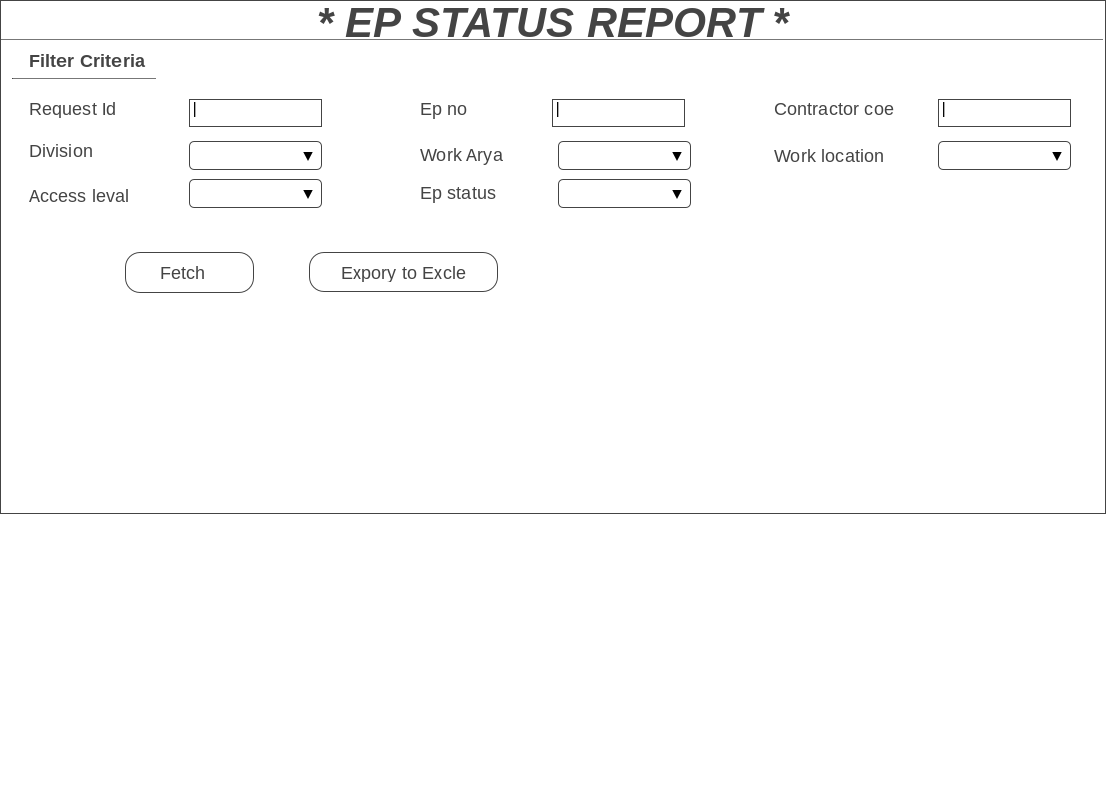 * EP STATUS REPORT *
Filter Criteria
Request Id
Ep no
Contractor coe
Division
Work Arya
Work location
Access leval
Ep status
Fetch
Expory to Excle